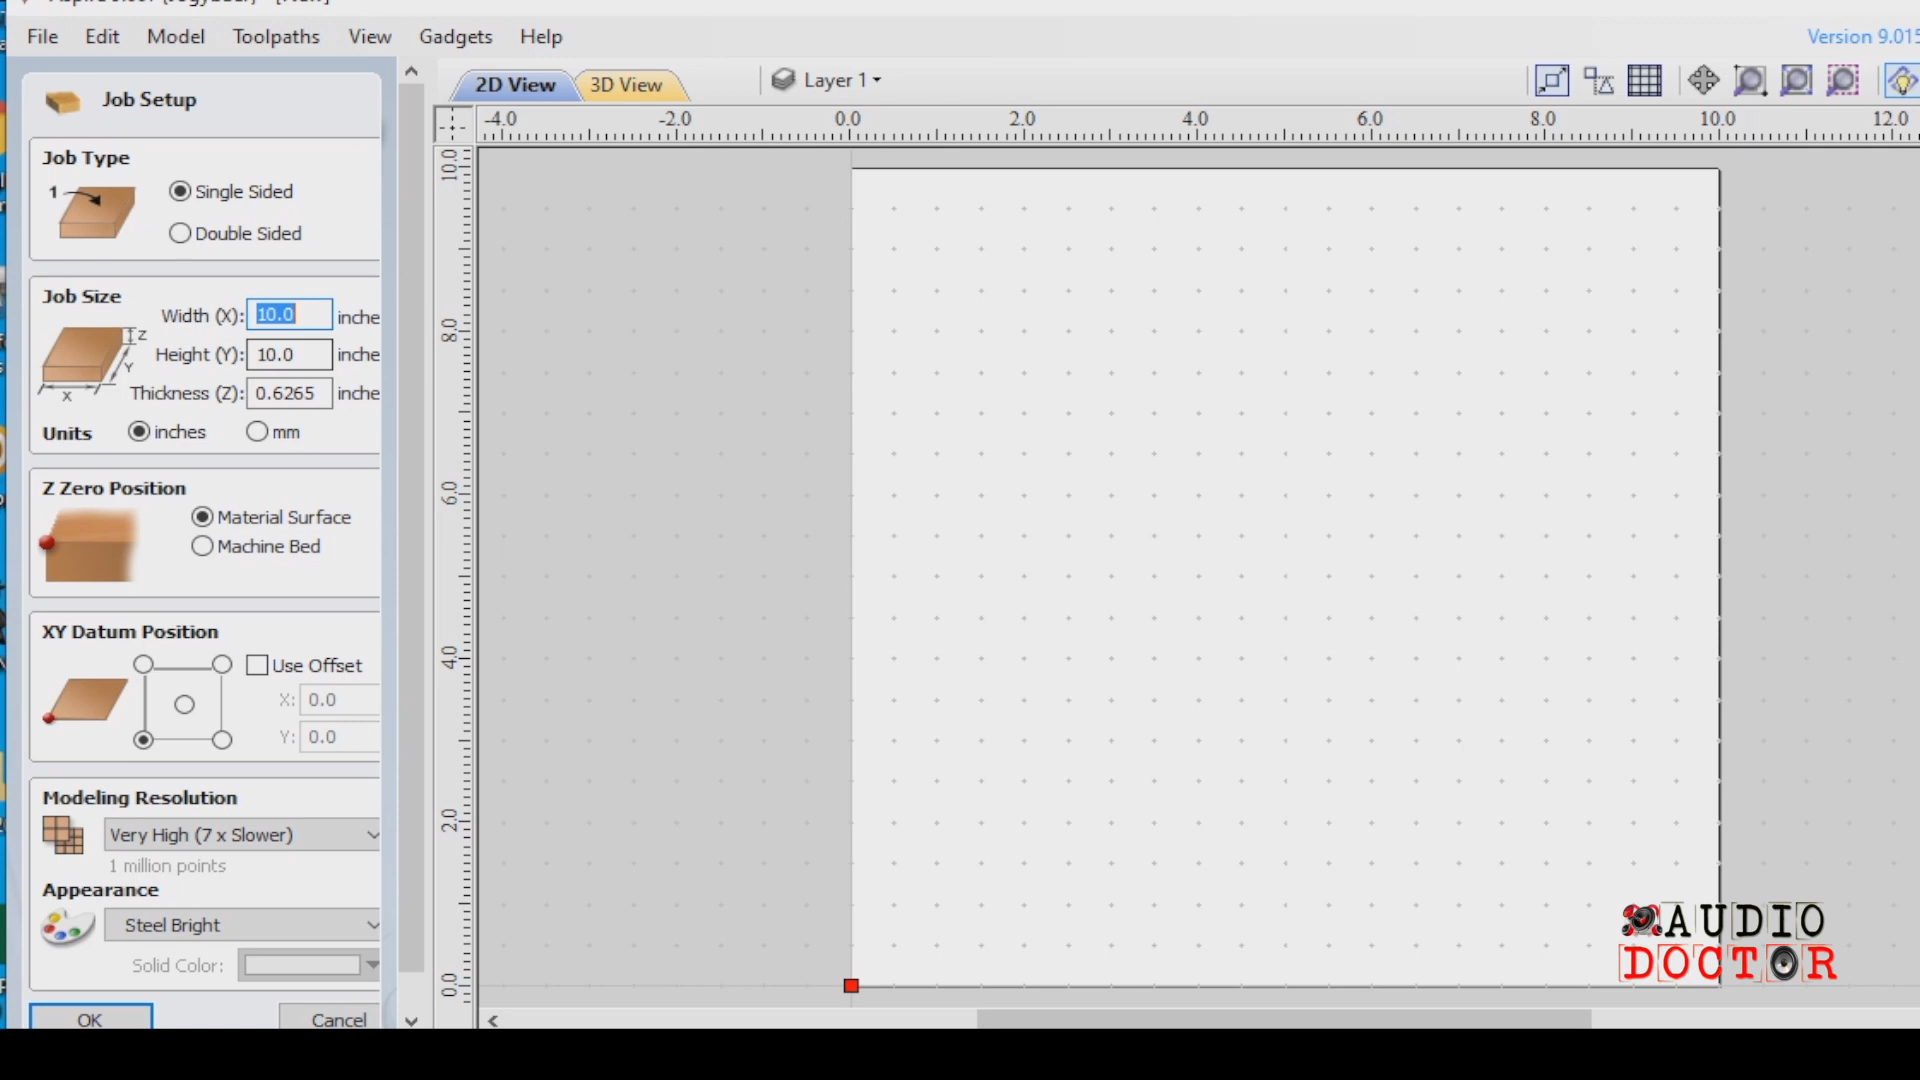 File Edit Model Toolpaths View Gadgets Help
Version 9.015
Job Setup
2D View 3D View Layer 1
-4.0 -2.0 0.0 2.0 4.0 6.0 8.0 10.0 12.0
Job Type
1
Single Sided
Double Sided
Job Size
Width (X): 10.0 inche
Z
Height (Y): 10.0 inche
Y
Thickness (Z): 0.6265 inche
X
Units inches mm
Z Zero Position
Material Surface
Machine Bed
XY Datum Position
Use Offset
X: 0.0
Y: 0.0
Modeling Resolution
Very High (7 x Slower)
1 million points
Appearance
Steel Bright
Solid Color:
OK Cancel
10.0
8.0
6.0
4.0
2.0
0.0
AUDIO
DOCTOR